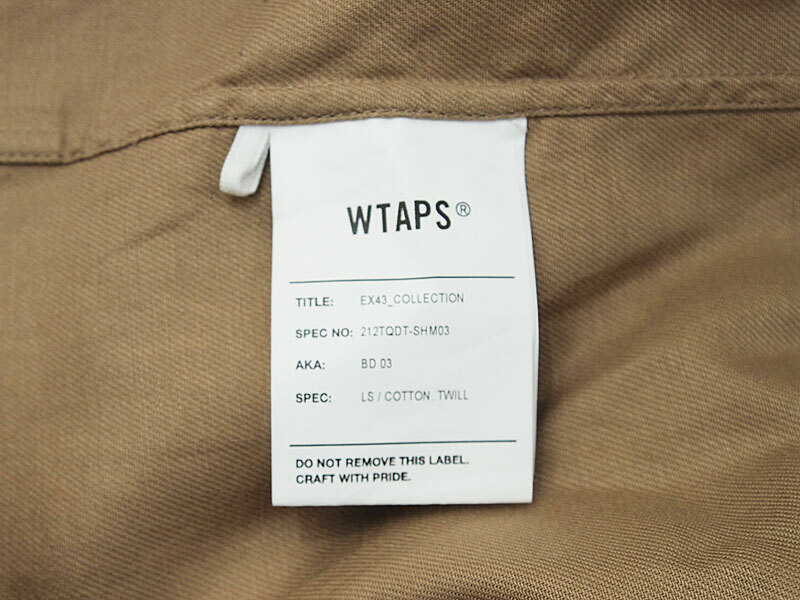 WTAPS®
TITLE: EX43_COLLECTION
SPEC NO: 212TQDT-SHM03
AKA: BD 03
SPEC: LS / COTTON. TWILL
DO NOT REMOVE THIS LABEL.
CRAFT WITH PRIDE.